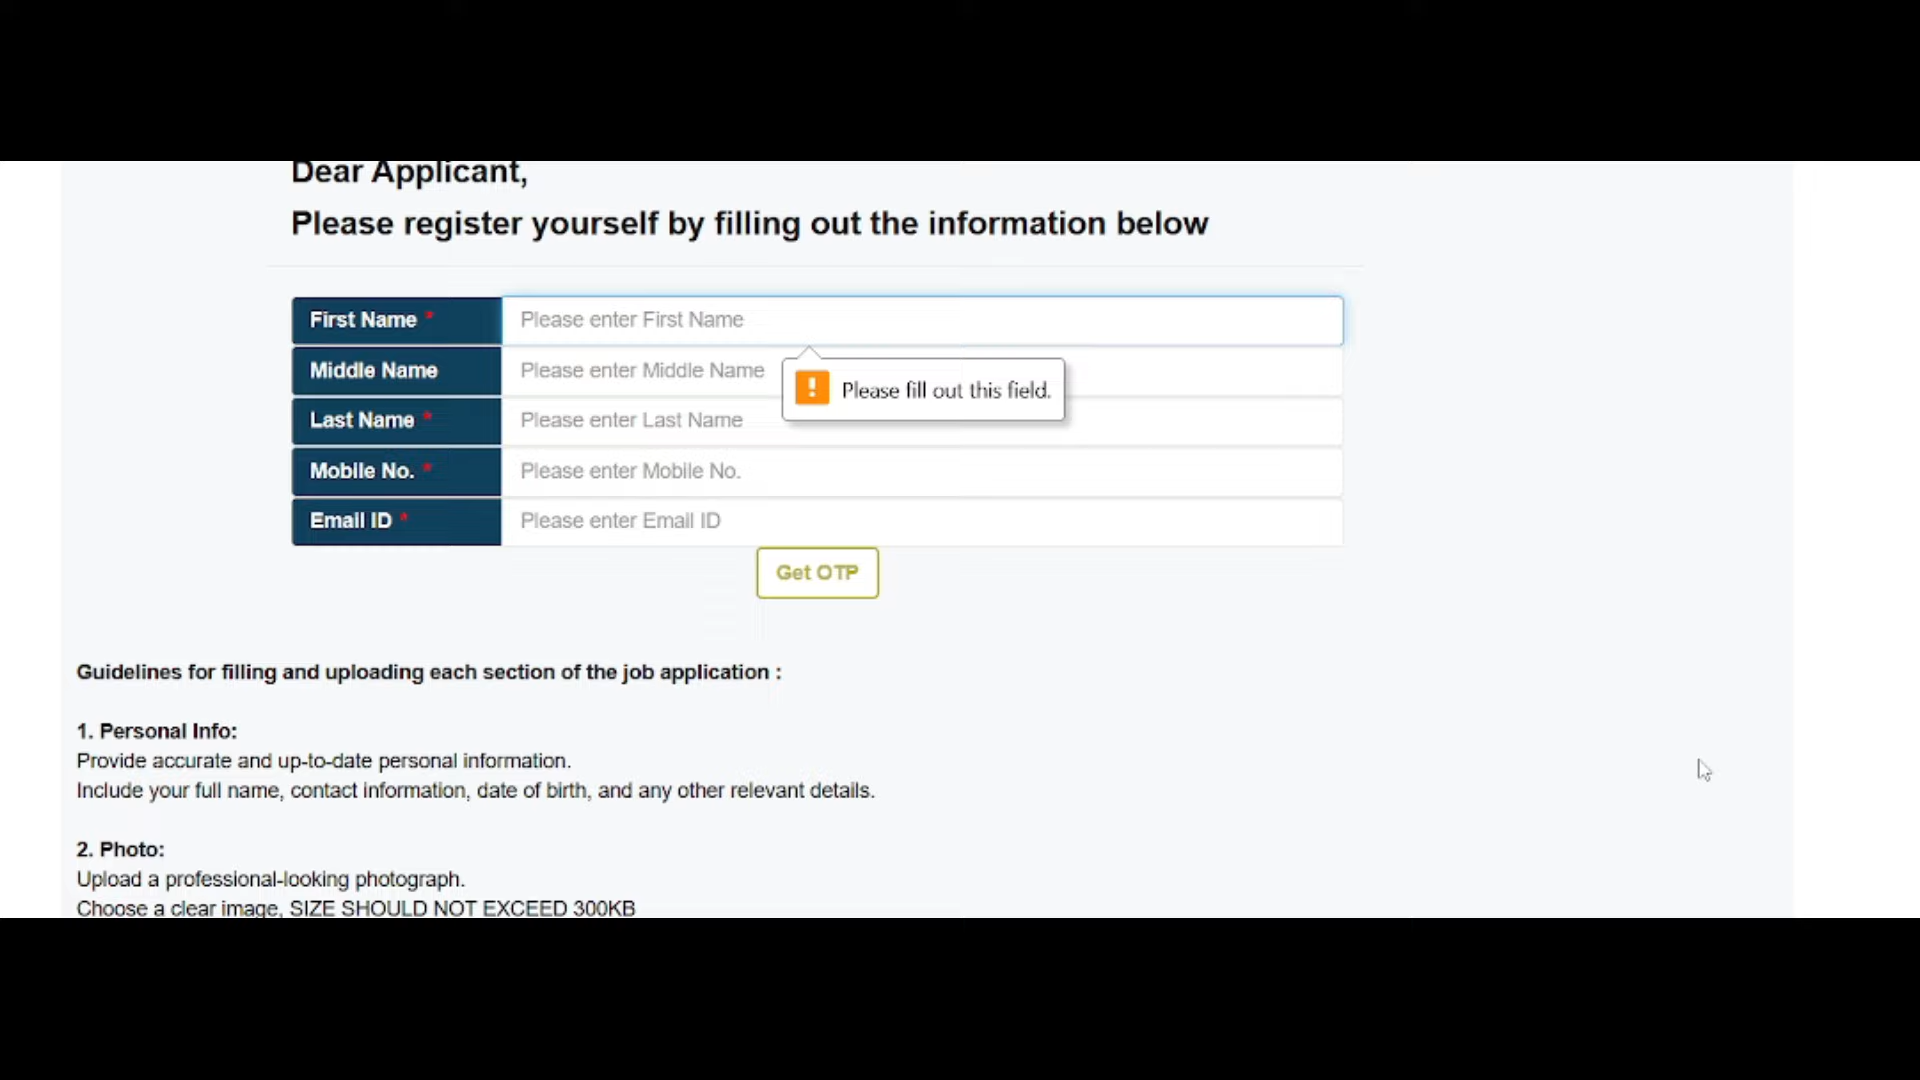 Dear Applicant,
Please register yourself by filling out the information below
First Name * Please enter First Name
Middle Name Please enter Middle Name
Please fill out this field.
Last Name * Please enter Last Name
Mobile No. * Please enter Mobile No.
Email ID * Please enter Email ID
Get OTP
Guidelines for filling and uploading each section of the job application :
1. Personal Info:
Provide accurate and up-to-date personal information.
Include your full name, contact information, date of birth, and any other relevant details.
2. Photo:
Upload a professional-looking photograph.
Choose a clear image, SIZE SHOULD NOT EXCEED 300KB